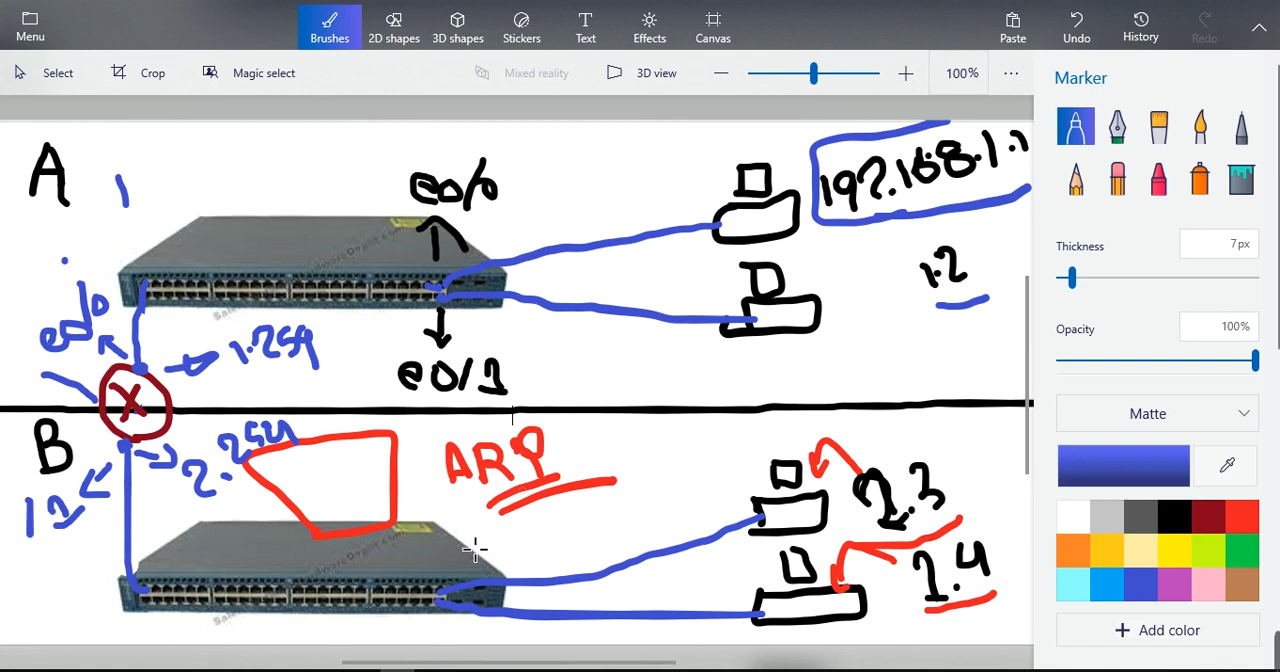 Menu
Brushes
2D shapes
3D shapes
Stickers
Text
Effects
Canvas
Paste
Undo
History
Redo
Select
Crop
Magic select
Mixed reality
3D view
100%
Marker
Thickness
7px
Opacity
100%
Matte
Add color
A
1
e0/0
192.168.1.1
1.2
e0/0
1.254
e0/1
B
2.254
ARP
2.3
2.4